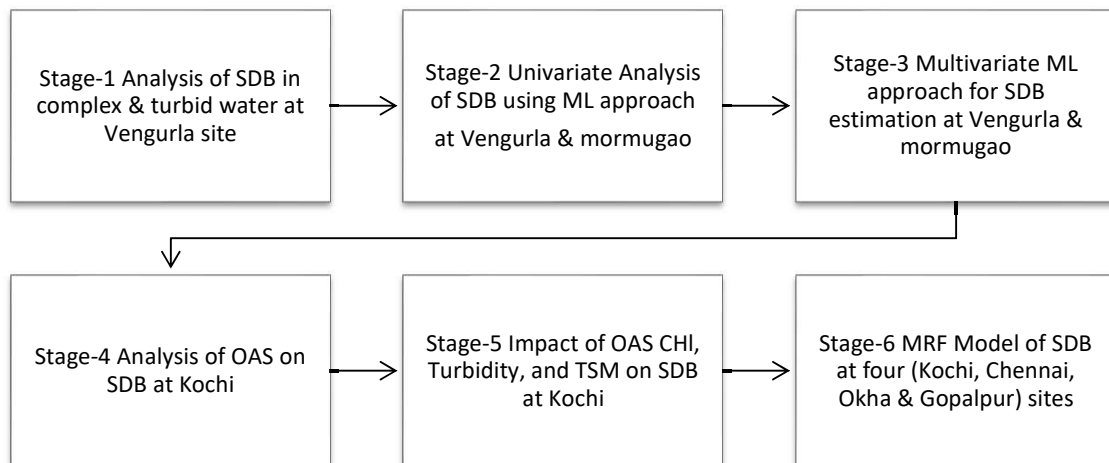 Stage-1 Analysis of SDB in
complex & turbid water at
Vengurla site
Stage-2 Univariate Analysis
of SDB using ML approach
at Vengurla & mormugao
Stage-3 Multivariate ML
approach for SDB
estimation at Vengurla &
mormugao
Stage-4 Analysis of OAS on
SDB at Kochi
Stage-5 Impact of OAS CHl,
Turbidity, and TSM on SDB
at Kochi
Stage-6 MRF Model of SDB
at four (Kochi, Chennai,
Okha & Gopalpur) sites